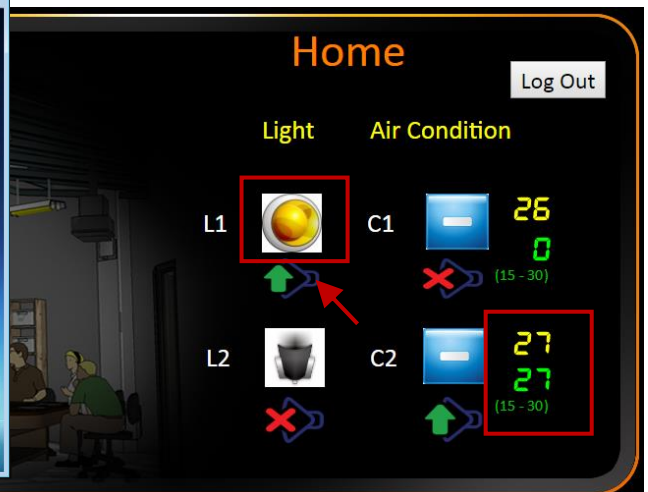 Home
Log Out
Light Air Condition
L1 C1 26
0
(15 - 30)
L2 C2 27
27
(15 - 30)